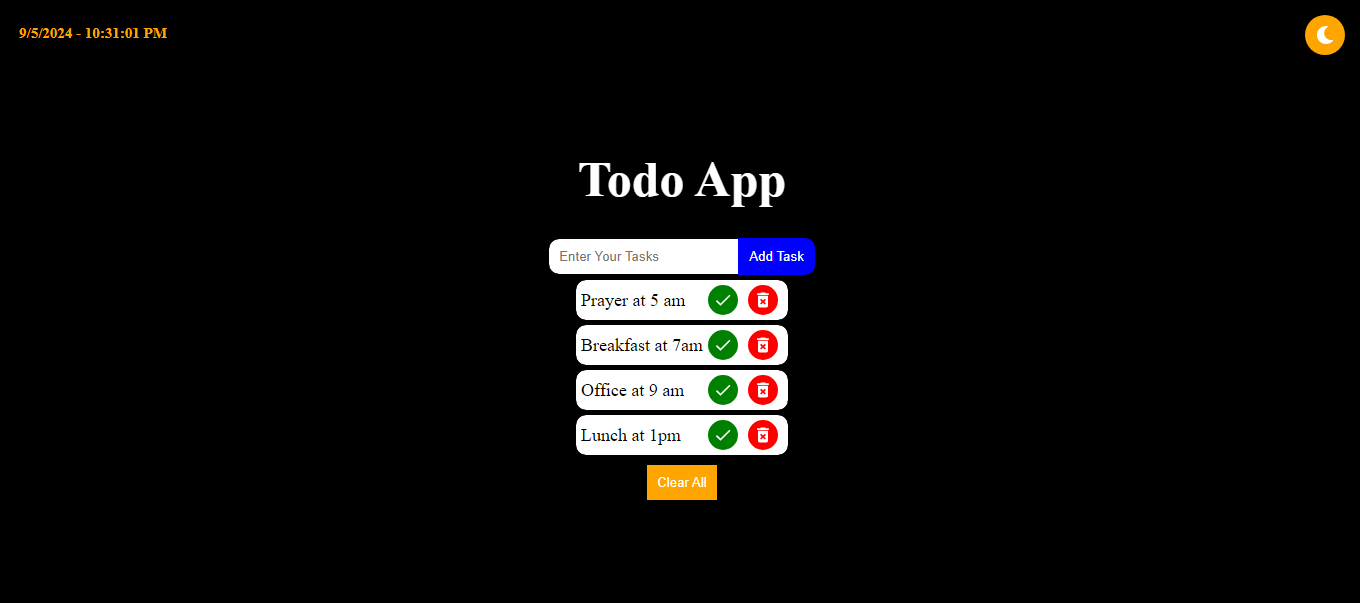 9/5/2024 - 10:31:01 PM
Todo App
Enter Your Tasks Add Task
Prayer at 5 am
Breakfast at 7am
Office at 9 am
Lunch at 1pm
Clear All